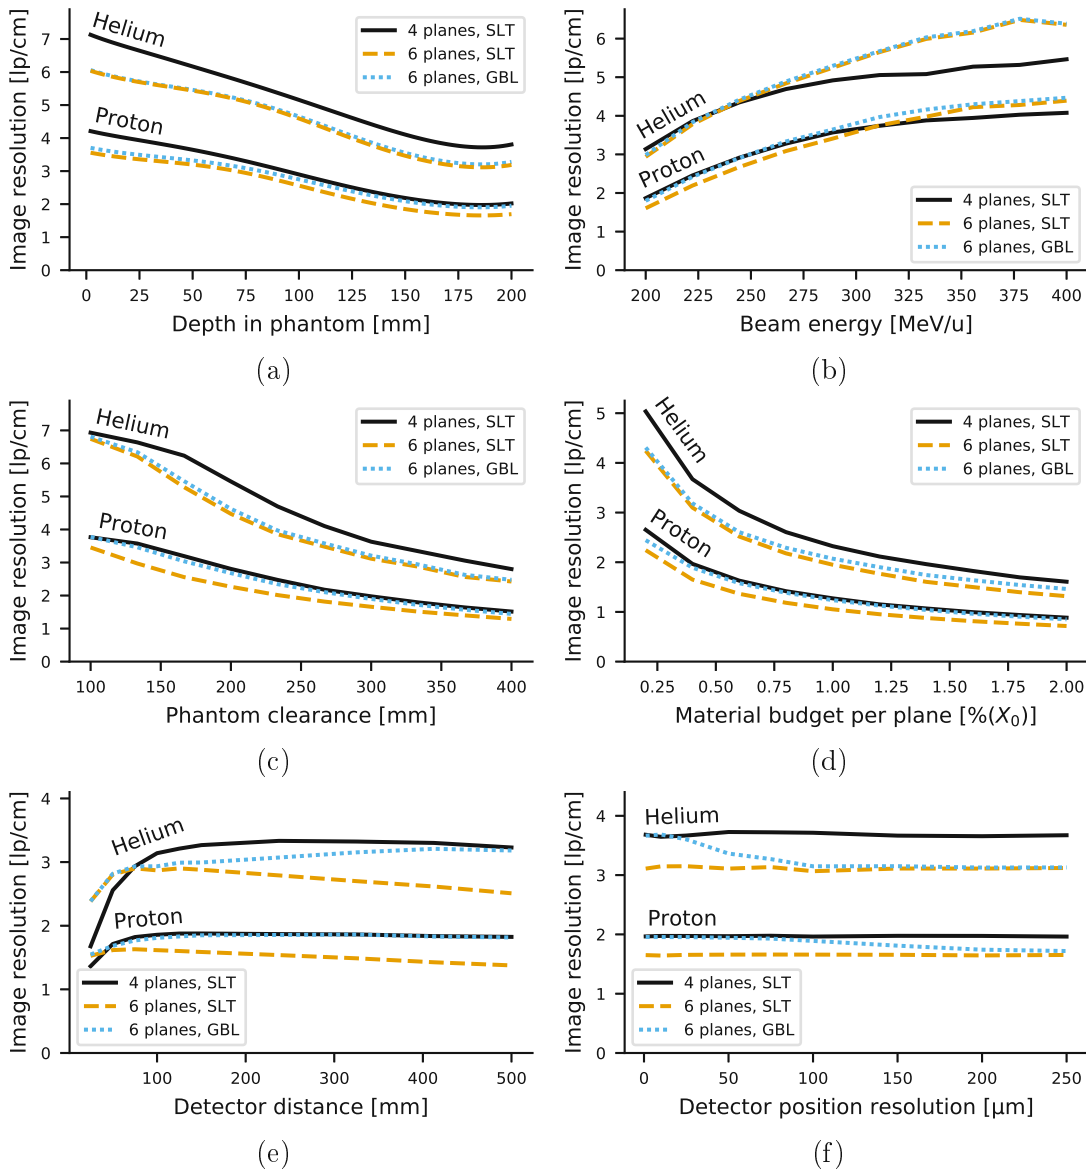 Image resolution [lp/cm]
7
6
5
4
3
2
1
0
Helium
Proton
4 planes, SLT
6 planes, SLT
6 planes, GBL
0 25 50 75 100 125 150 175 200
Depth in phantom [mm]
(a)
Image resolution [lp/cm]
6
5
4
3
2
1
0
Helium
Proton
4 planes, SLT
6 planes, SLT
6 planes, GBL
200 225 250 275 300 325 350 375 400
Beam energy [MeV/u]
(b)
Image resolution [lp/cm]
7
6
5
4
3
2
1
0
Helium
Proton
4 planes, SLT
6 planes, SLT
6 planes, GBL
100 150 200 250 300 350 400
Phantom clearance [mm]
(c)
Image resolution [lp/cm]
5
4
3
2
1
0
Helium
Proton
4 planes, SLT
6 planes, SLT
6 planes, GBL
0.25 0.50 0.75 1.00 1.25 1.50 1.75 2.00
Material budget per plane [%(X₀)]
(d)
Image resolution [lp/cm]
4
3
2
1
0
Helium
Proton
4 planes, SLT
6 planes, SLT
6 planes, GBL
100 200 300 400 500
Detector distance [mm]
(e)
Image resolution [lp/cm]
4
3
2
1
0
Helium
Proton
4 planes, SLT
6 planes, SLT
6 planes, GBL
0 50 100 150 200 250
Detector position resolution [μm]
(f)